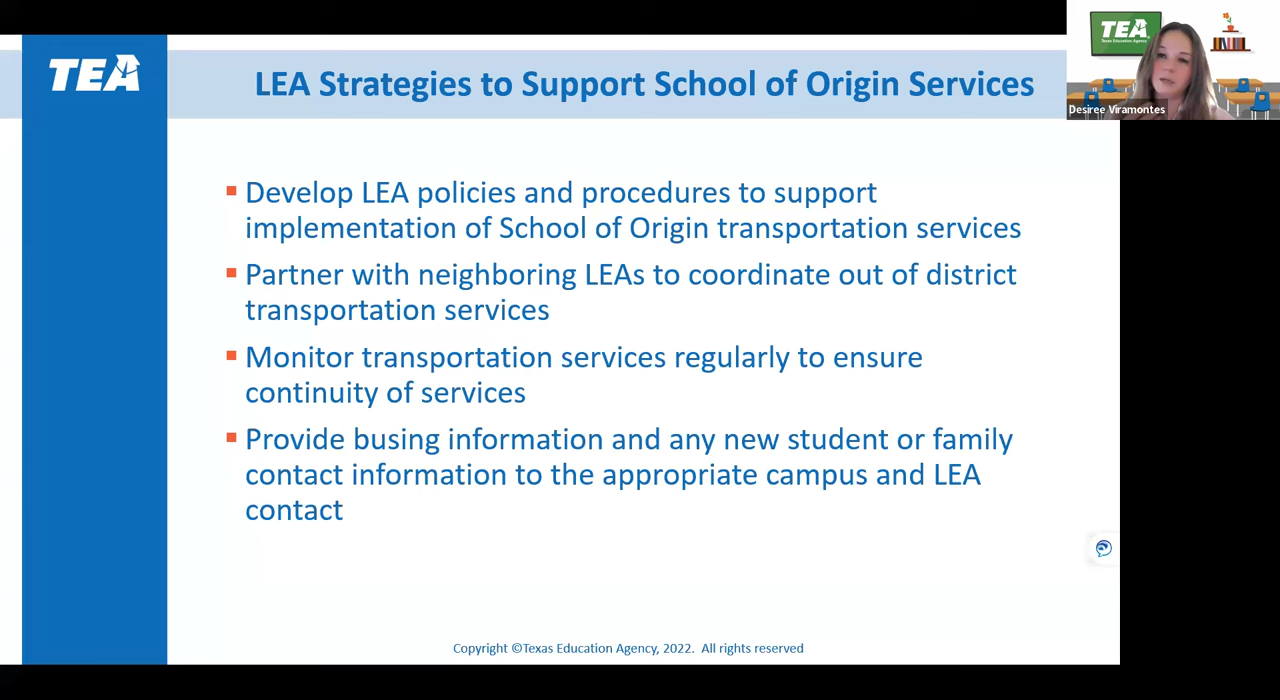 TEA
LEA Strategies to Support School of Origin Services
TEA
Texas Education Agency
Desiree Viramontes
Develop LEA policies and procedures to support
implementation of School of Origin transportation services
Partner with neighboring LEAs to coordinate out of district
transportation services
Monitor transportation services regularly to ensure
continuity of services
Provide busing information and any new student or family
contact information to the appropriate campus and LEA
contact
Copyright ©Texas Education Agency, 2022.  All rights reserved